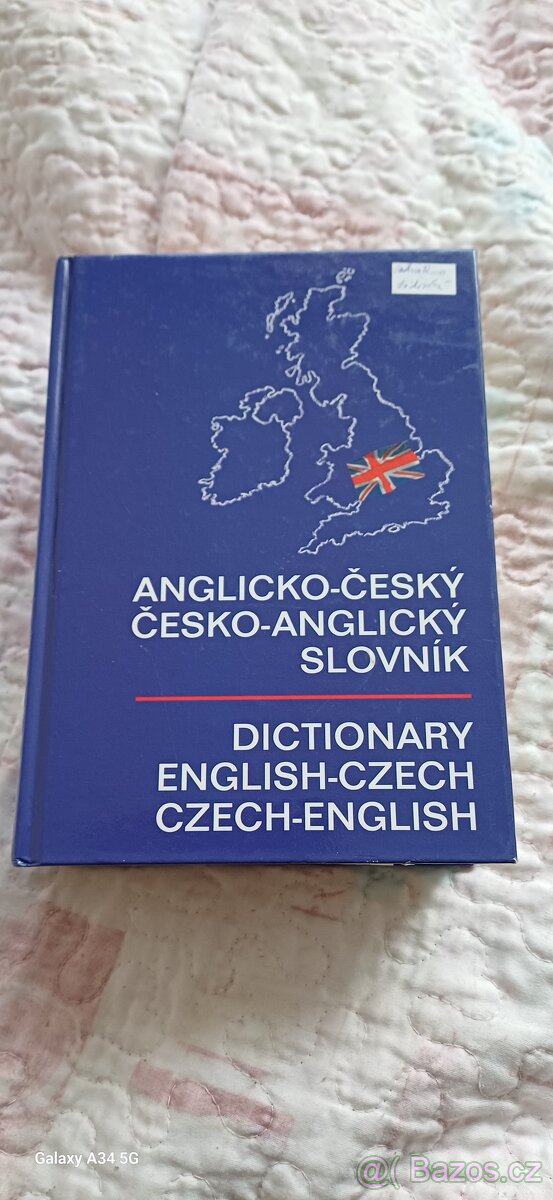 ANGLICKO-ČESKÝ
ČESKO-ANGLICKÝ
SLOVNÍK
DICTIONARY
ENGLISH-CZECH
CZECH-ENGLISH
Galaxy A34 5G
@( Bazos.cz